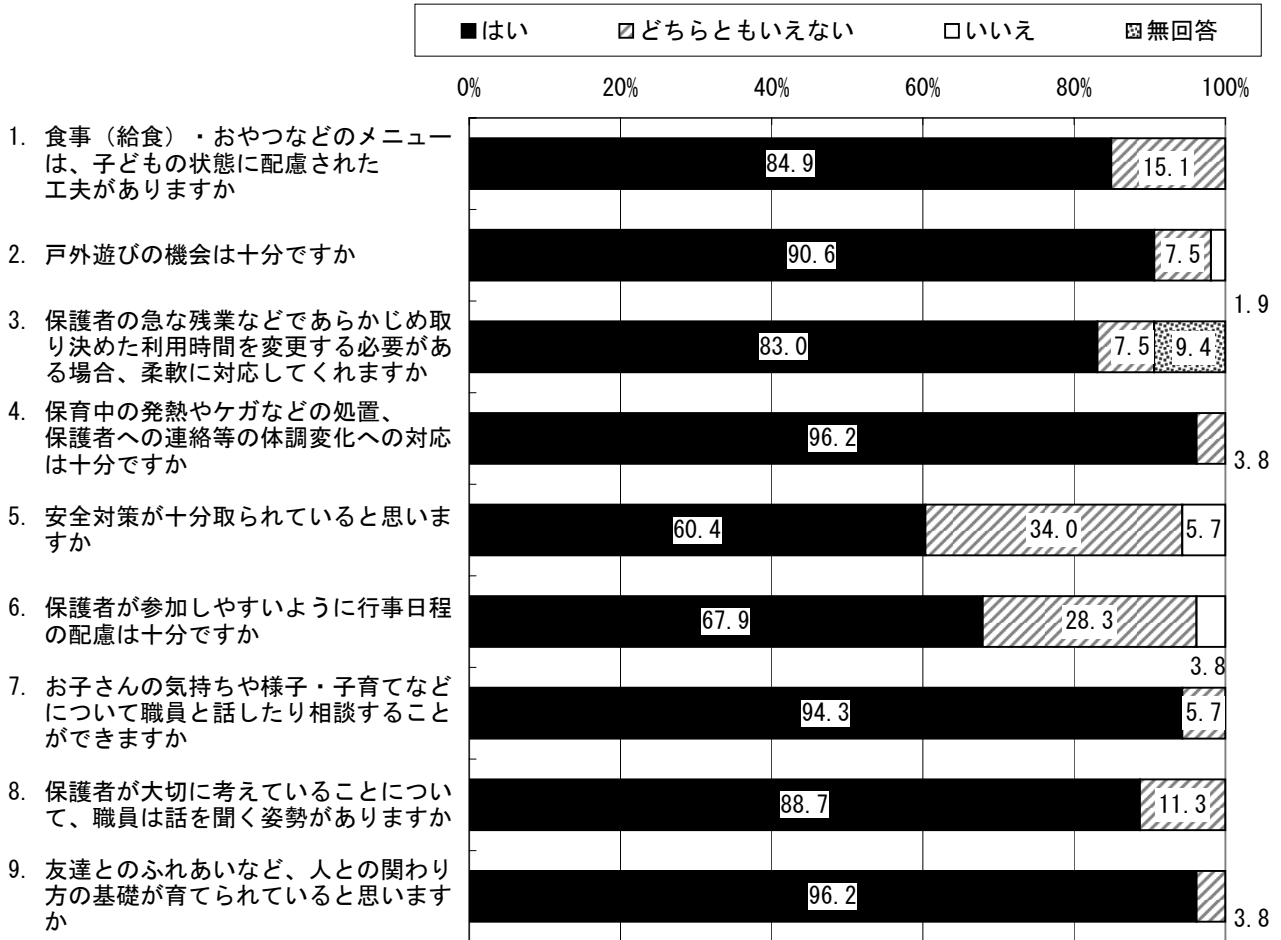 ■はい どちらともいえない □いいえ 無回答
0% 20% 40% 60% 80% 100%
1. 食事（給食）・おやつなどのメニュー
は、子どもの状態に配慮された
工夫がありますか
84.9 15.1
2. 戸外遊びの機会は十分ですか
90.6 7.5
1.9
3. 保護者の急な残業などであらかじめ取
り決めた利用時間を変更する必要があ
る場合、柔軟に対応してくれますか
83.0 7.5 9.4
4. 保育中の発熱やケガなどの処置、
保護者への連絡等の体調変化への対応
は十分ですか
96.2
3.8
5. 安全対策が十分取られていると思いま
すか
60.4 34.0 5.7
6. 保護者が参加しやすいように行事日程
の配慮は十分ですか
67.9 28.3
3.8
7. お子さんの気持ちや様子・子育てなど
について職員と話したり相談すること
ができますか
94.3 5.7
8. 保護者が大切に考えていることについ
て、職員は話を聞く姿勢がありますか
88.7 11.3
9. 友達とのふれあいなど、人との関わり
方の基礎が育てられていると思います
か
96.2
3.8